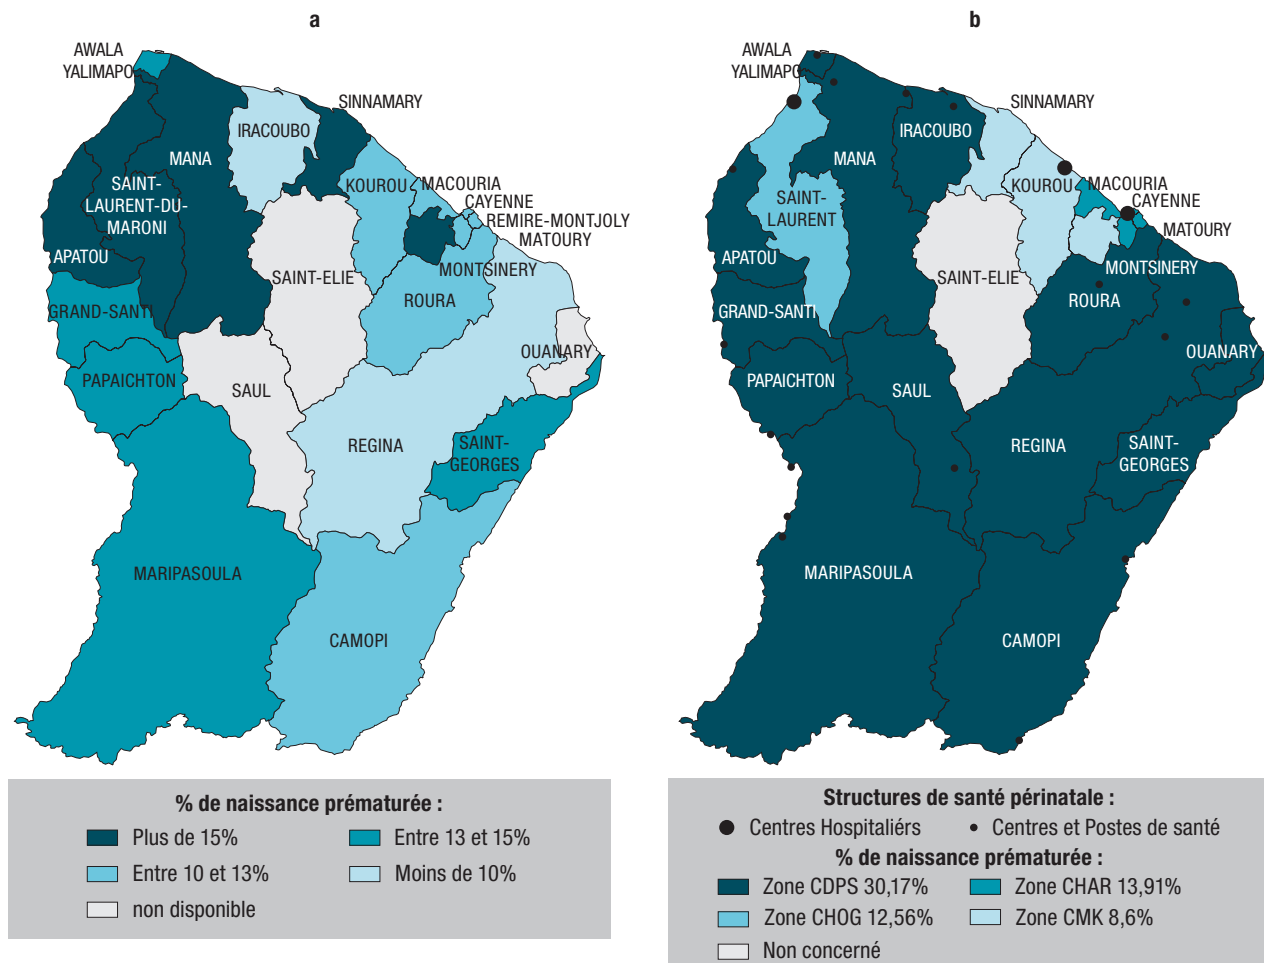 a
AWALA
YALIMAPO
SINNAMARY
IRACOUBO
MANA
KOUROU
MACOURIA
CAYENNE
REMIRE-MONTJOLY
MATOURY
SAINT-
LAURENT-DU-
MARONI
APATOU
SAINT-ELIE
MONTSINERY
ROURA
GRAND-SANTI
OUANARY
PAPAICHTON
SAUL
REGINA
SAINT-
GEORGES
MARIPASOULA
CAMOPI
% de naissance prématurée :
Plus de 15%
Entre 13 et 15%
Entre 10 et 13%
Moins de 10%
non disponible
b
AWALA
YALIMAPO
SINNAMARY
IRACOUBO
MANA
KOUROU
MACOURIA
CAYENNE
MATOURY
SAINT-
LAURENT
APATOU
SAINT-ELIE
MONTSINERY
ROURA
GRAND-SANTI
OUANARY
PAPAICHTON
SAUL
REGINA
SAINT-
GEORGES
MARIPASOULA
CAMOPI
Structures de santé périnatale :
Centres Hospitaliérs
Centres et Postes de santé
% de naissance prématurée :
Zone CDPS 30,17%
Zone CHAR 13,91%
Zone CHOG 12,56%
Zone CMK 8,6%
Non concerné